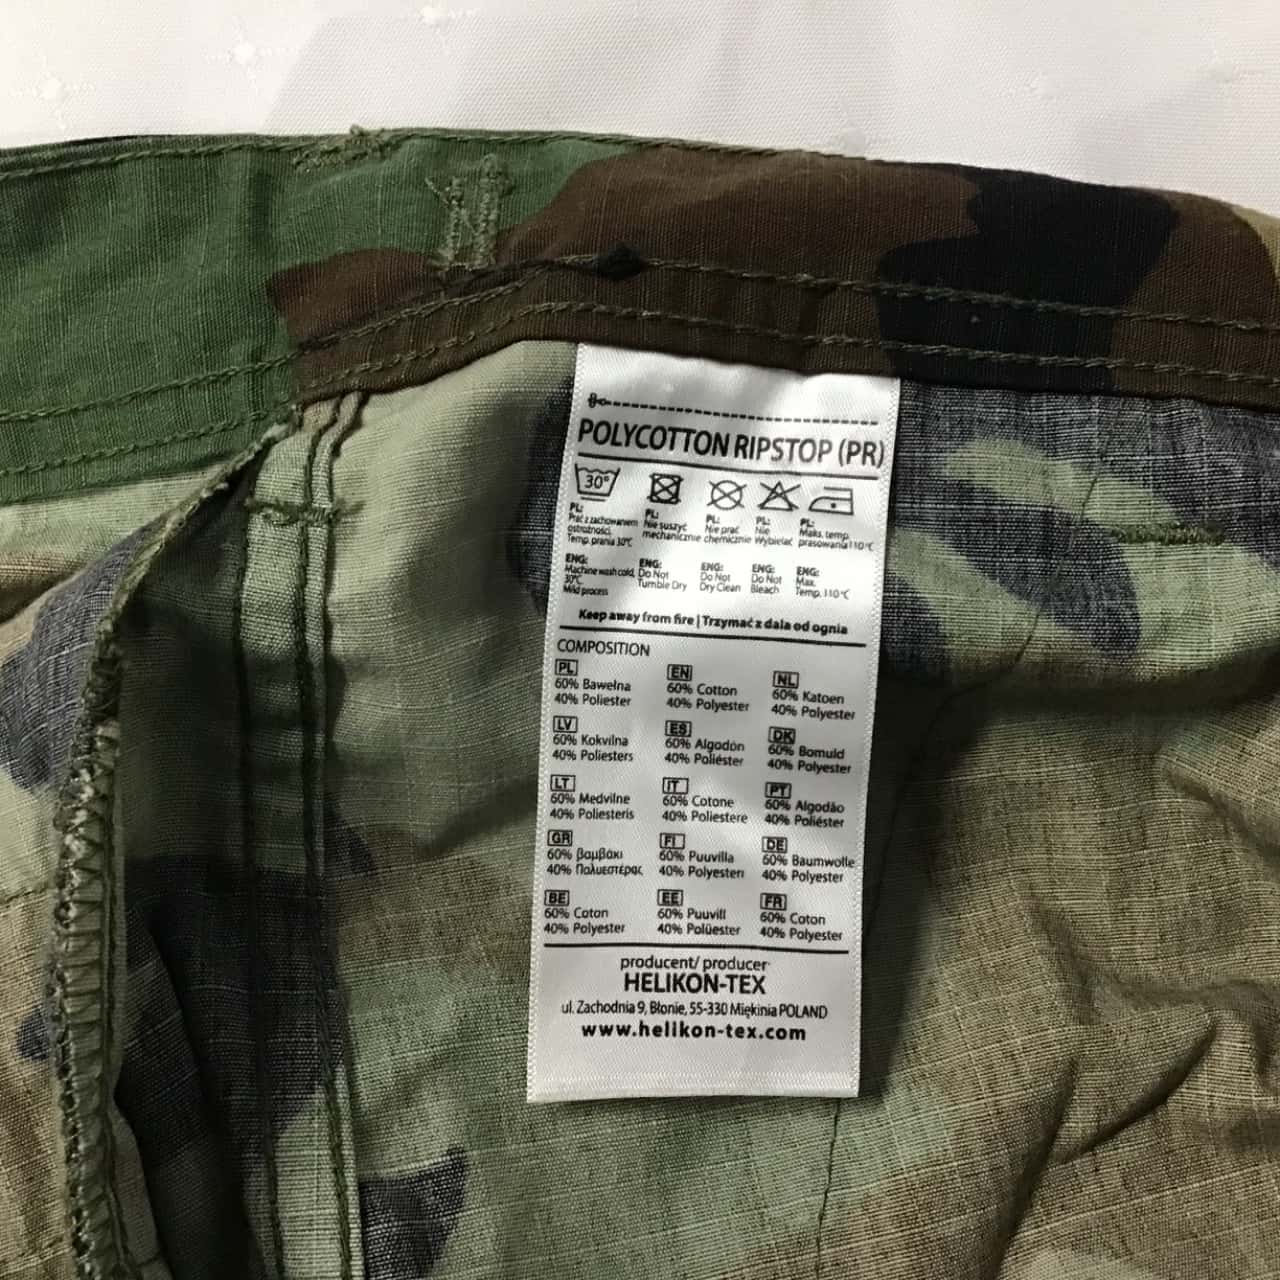 POLYCOTTON RIPSTOP (PR)
30°
PL:
Prać z zachowaniem
ostrożności.
Temp. prania 30°C
PL:
Nie suszyć
mechanicznie
PL:
Nie prać
chemicznie
PL:
Nie
Wybielać
PL:
Maks. temp.
prasowania 110°C
ENG:
Machine wash cold,
30°C
Mild process
ENG:
Do Not
Tumble Dry
ENG:
Do Not
Dry Clean
ENG:
Do Not
Bleach
ENG:
Max.
Temp. 110°C
Keep away from fire | Trzymać z dala od ognia
COMPOSITION
PL
60% Bawełna
40% Poliester
EN
60% Cotton
40% Polyester
NL
60% Katoen
40% Polyester
LV
60% Kokvilna
40% Poliesters
ES
60% Algodón
40% Poliéster
DK
60% Bomuld
40% Polyester
LT
60% Medvilne
40% Poliesteris
IT
60% Cotone
40% Poliestere
PT
60% Algodão
40% Poliéster
GR
60% βαμβάκι
40% Πολυεστέρας
FI
60% Puuvilla
40% Polyesteri
DE
60% Baumwolle
40% Polyester
BE
60% Coton
40% Polyester
EE
60% Puuvill
40% Polüester
FR
60% Coton
40% Polyester
producent/ producer
HELIKON-TEX
ul. Zachodnia 9, Błonie, 55-330 Miękinia POLAND
www.helikon-tex.com